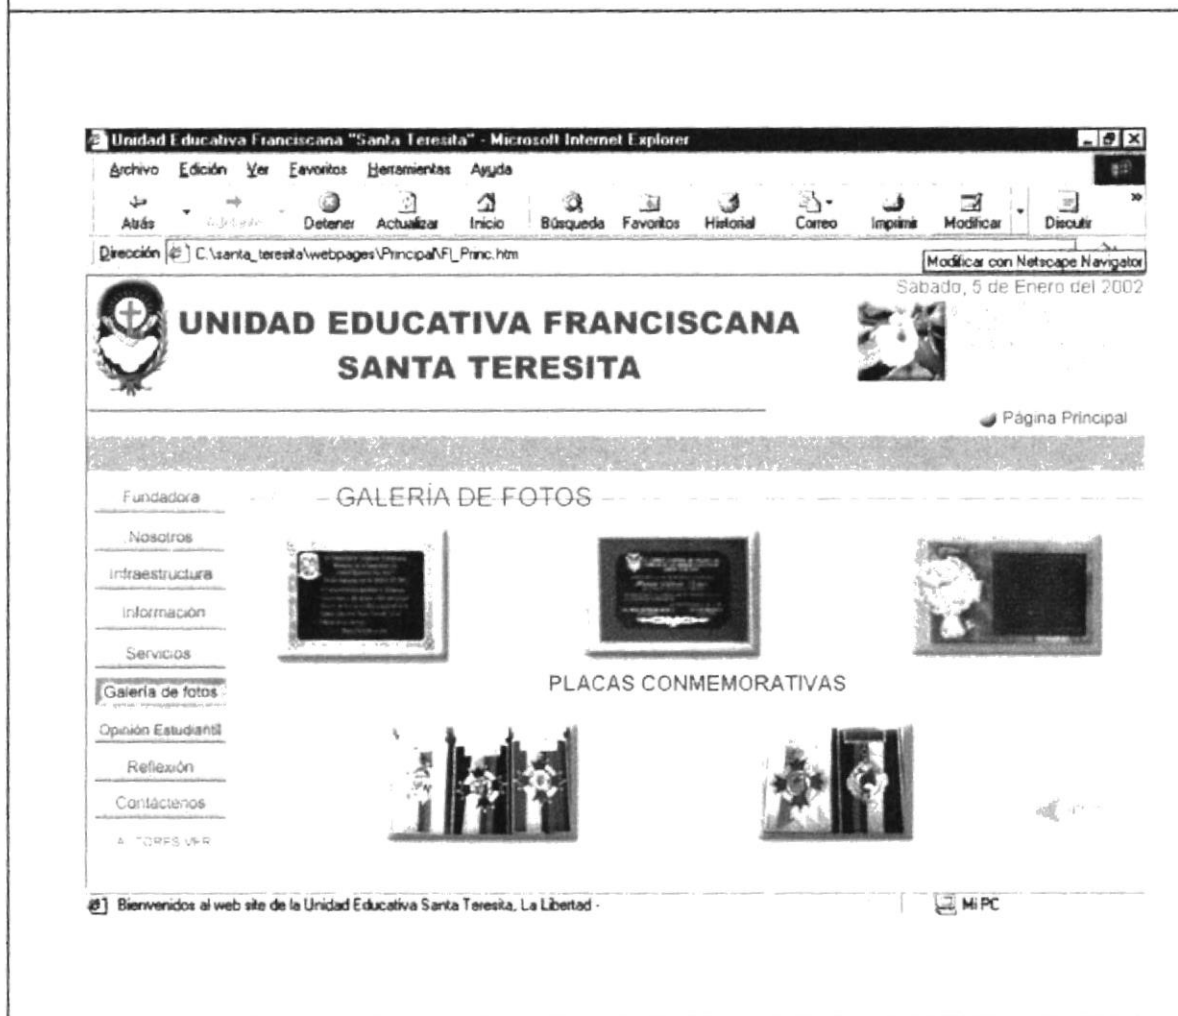 Unidad Educativa Franciscana "Santa Teresita" - Microsoft Internet Explorer
Archivo Edición Ver Favoritos Herramientas Ayuda
Atrás Adelante Detener Actualizar Inicio Búsqueda Favoritos Historial Correo Imprimir Modificar Discutir »
Dirección C:\santa_teresita\webpages\Principal\FI_Princ.htm
Modificar con Netscape Navigator
Sábado, 5 de Enero del 2002
UNIDAD EDUCATIVA FRANCISCANA
SANTA TERESITA
Página Principal
Fundadora
Nosotros
Infraestructura
Información
Servicios
Galería de fotos
Opinión Estudiantil
Reflexión
Contáctenos
AUTORES VER
GALERÍA DE FOTOS
PLACAS CONMEMORATIVAS
Bienvenidos al web site de la Unidad Educativa Santa Teresita, La Libertad -
Mi PC